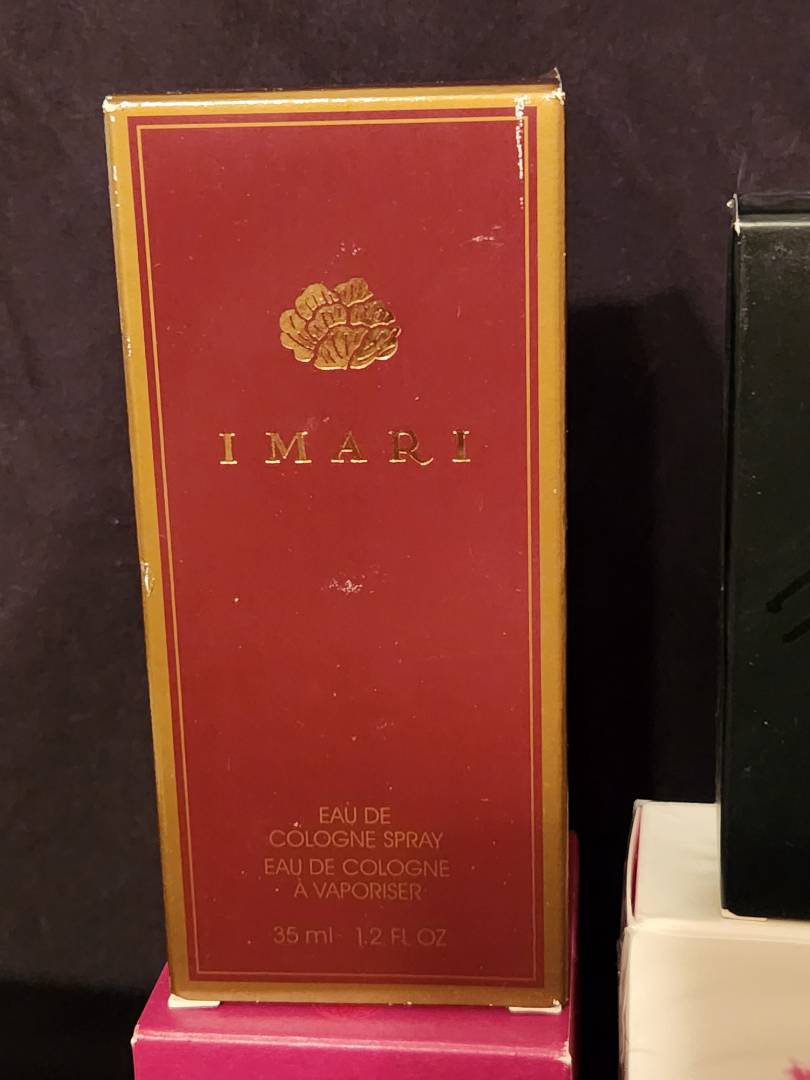 IMARI
EAU DE
COLOGNE SPRAY
EAU DE COLOGNE
À VAPORISER
35 ml 1.2 FL OZ